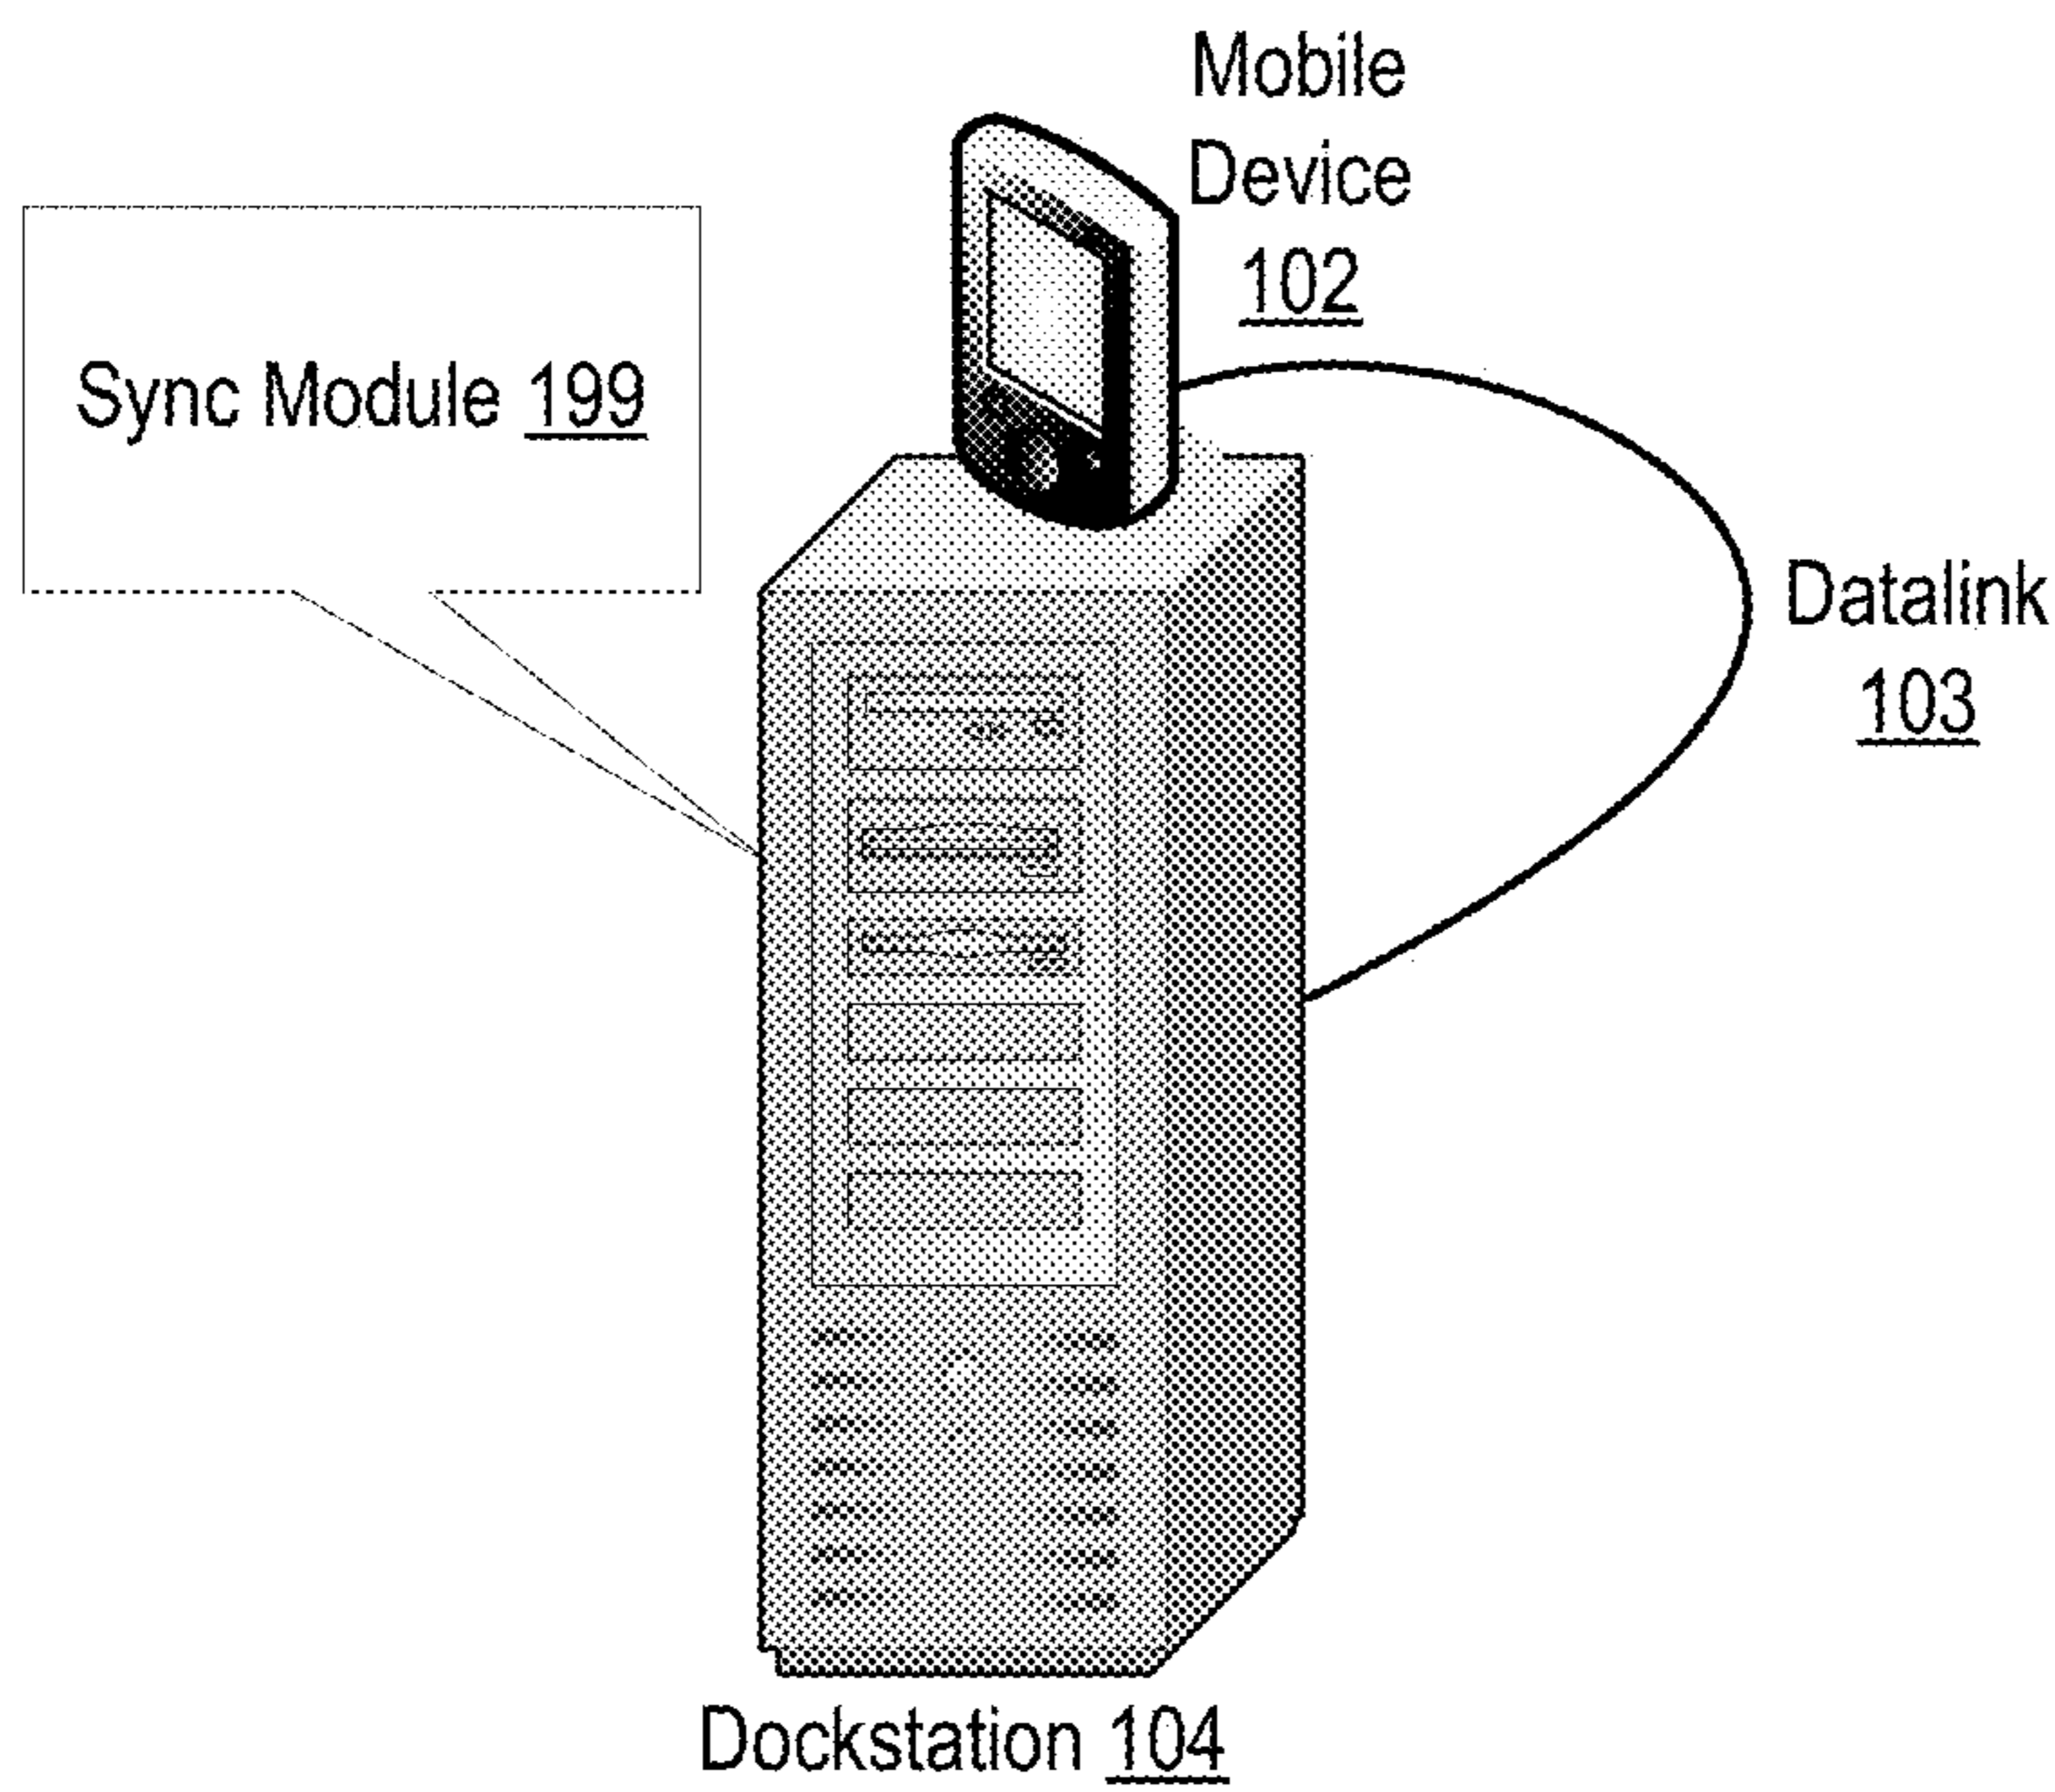 Mobile
Device
102
Sync Module 199
Datalink
103
Dockstation 104